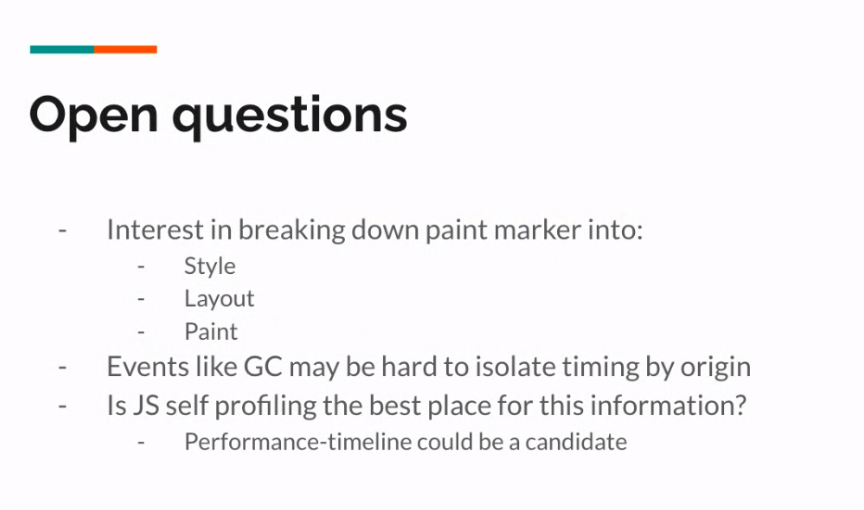 Open questions
- Interest in breaking down paint marker into:
- Style
- Layout
- Paint
- Events like GC may be hard to isolate timing by origin
- Is JS self profiling the best place for this information?
- Performance-timeline could be a candidate